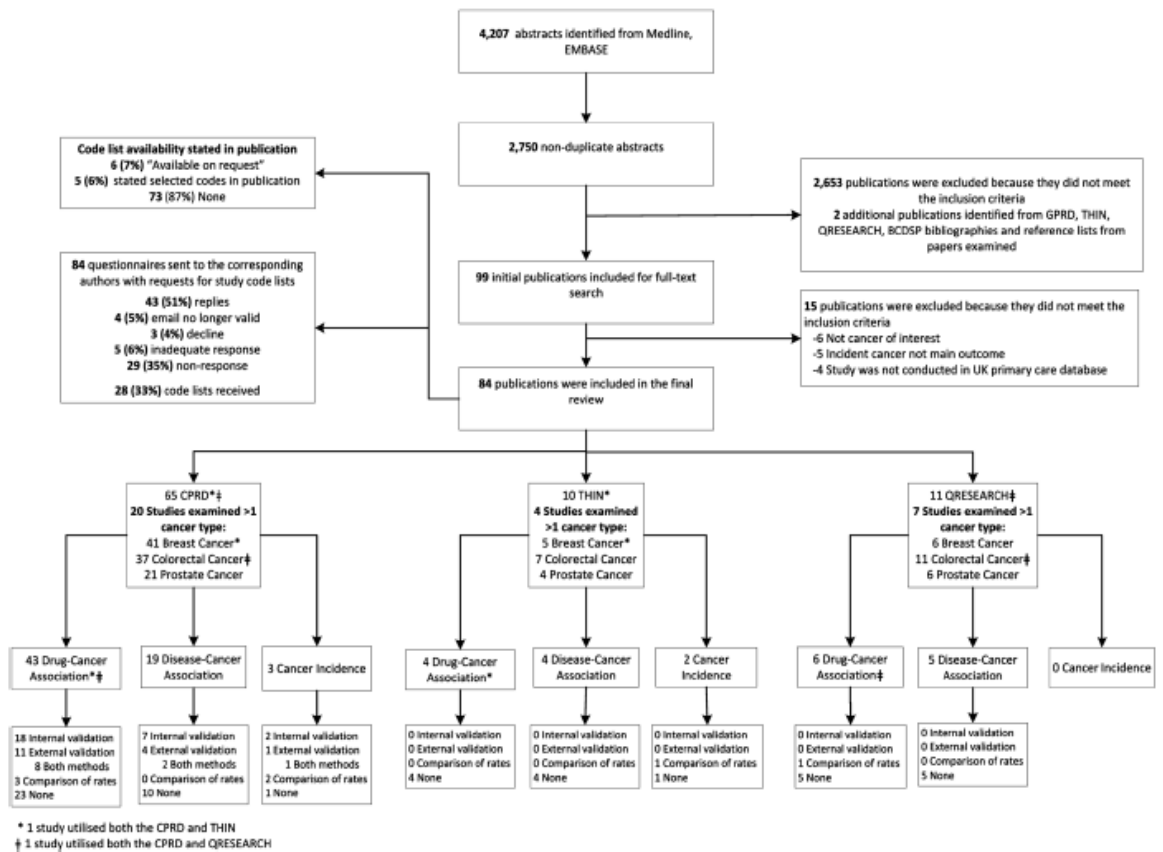 4,207 abstracts identified from Medline,
EMBASE
2,750 non-duplicate abstracts
Code list availability stated in publication
6 (7%) "Available on request"
5 (6%) stated selected codes in publication
73 (87%) None
2,653 publications were excluded because they did not meet
the inclusion criteria
2 additional publications identified from GPRD, THIN,
QRESEARCH, BCDSP bibliographies and reference lists from
papers examined
84 questionnaires sent to the corresponding
authors with requests for study code lists
43 (51%) replies
4 (5%) email no longer valid
3 (4%) decline
5 (6%) inadequate response
29 (35%) non-response
28 (33%) code lists received
99 initial publications included for full-text
search
15 publications were excluded because they did not meet the
inclusion criteria
-6 Not cancer of interest
-5 Incident cancer not main outcome
-4 Study was not conducted in UK primary care database
84 publications were included in the final
review
65 CPRD*ǂ
20 Studies examined >1
cancer type:
41 Breast Cancer*
37 Colorectal Cancerǂ
21 Prostate Cancer
10 THIN*
4 Studies examined
>1 cancer type:
5 Breast Cancer*
7 Colorectal Cancer
4 Prostate Cancer
11 QRESEARCHǂ
7 Studies examined >1
cancer type:
6 Breast Cancer
11 Colorectal Cancerǂ
6 Prostate Cancer
43 Drug-Cancer
Association*ǂ
19 Disease-Cancer
Association
3 Cancer Incidence
4 Drug-Cancer
Association*
4 Disease-Cancer
Association
2 Cancer
Incidence
6 Drug-Cancer
Associationǂ
5 Disease-Cancer
Association
0 Cancer Incidence
18 Internal validation
11 External validation
8 Both methods
3 Comparison of rates
23 None
7 Internal validation
4 External validation
2 Both methods
0 Comparison of rates
10 None
2 Internal validation
1 External validation
1 Both methods
2 Comparison of rates
1 None
0 Internal validation
0 External validation
0 Comparison of rates
4 None
0 Internal validation
0 External validation
0 Comparison of rates
4 None
0 Internal validation
0 External validation
1 Comparison of rates
1 None
0 Internal validation
0 External validation
1 Comparison of rates
5 None
0 Internal validation
0 External validation
0 Comparison of rates
5 None
* 1 study utilised both the CPRD and THIN
ǂ 1 study utilised both the CPRD and QRESEARCH